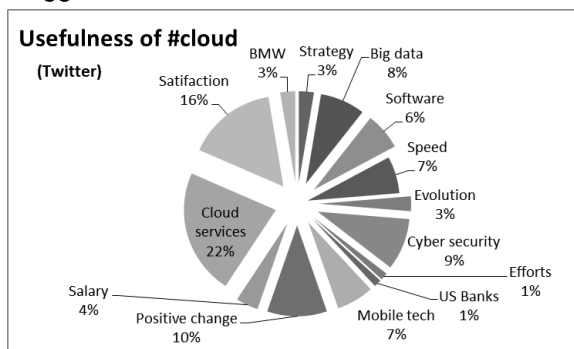 Usefulness of #cloud
(Twitter)
BMW
3%
Strategy
3%
Big data
8%
Software
6%
Speed
7%
Evolution
3%
Cyber security
9%
Efforts
1%
US Banks
1%
Mobile tech
7%
Positive change
10%
Salary
4%
Cloud
services
22%
Satifaction
16%